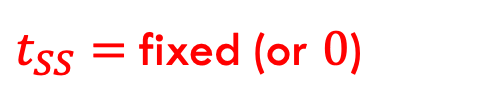 t_SS = fixed (or 0)